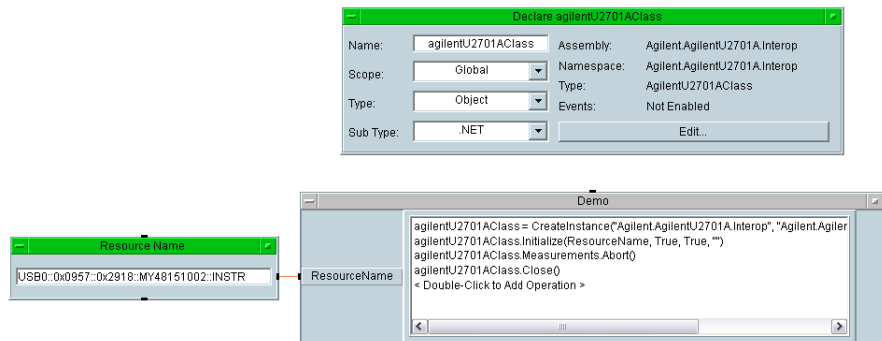 Declare agilentU2701AClass
Name: agilentU2701AClass Assembly: Agilent.AgilentU2701A.Interop
Scope: Global Namespace: Agilent.AgilentU2701A.Interop
Type: AgilentU2701AClass
Type: Object Events: Not Enabled
Sub Type: .NET Edit...
Demo
agilentU2701AClass = CreateInstance("Agilent.AgilentU2701A.Interop", "Agilent.Agiler
agilentU2701AClass.Initialize(ResourceName, True, True, "")
agilentU2701AClass.Measurements.Abort()
agilentU2701AClass.Close()
« Double-Click to Add Operation »
Resource Name
USB0::0x0957::0x2918::MY48151002::INSTR
ResourceName